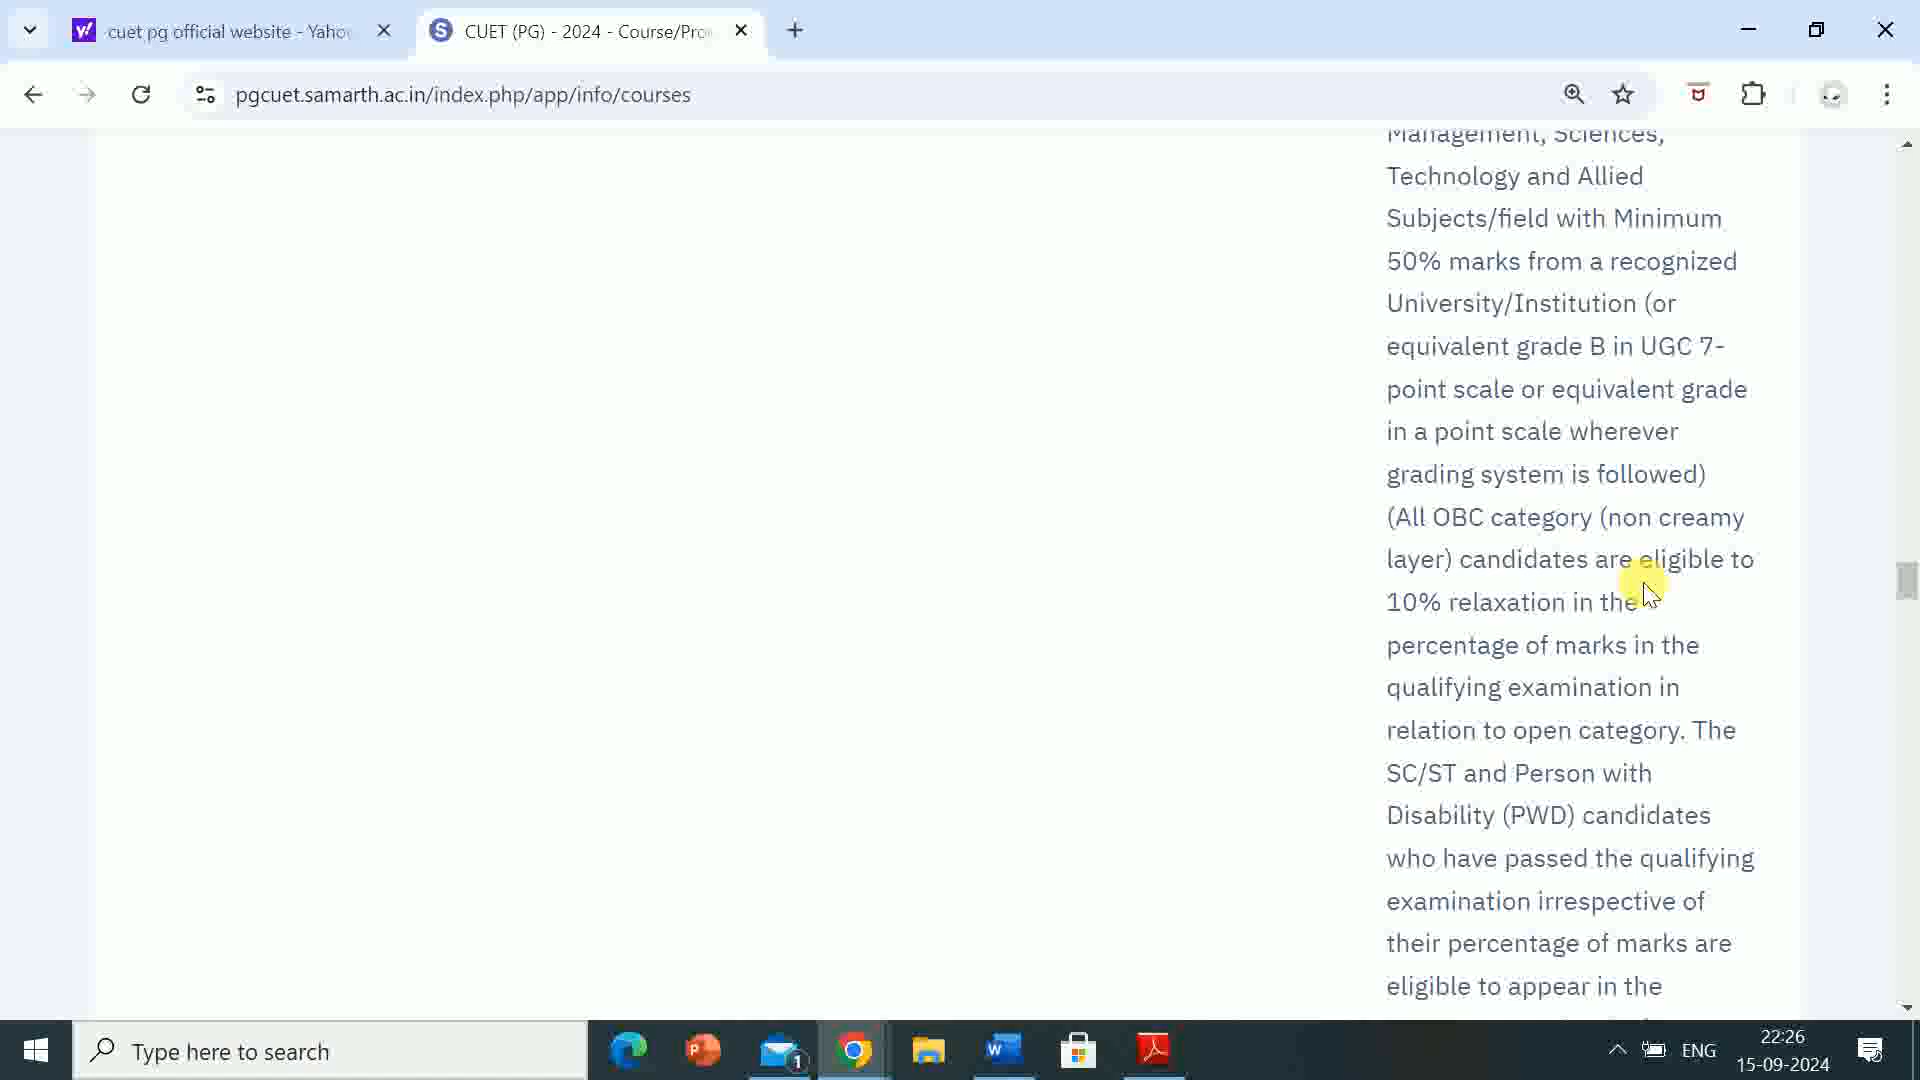 cuet pg official website - Yahoo
CUET (PG) - 2024 - Course/Pro
pgcuet.samarth.ac.in/index.php/app/info/courses
Management, Sciences,
Technology and Allied
Subjects/field with Minimum
50% marks from a recognized
University/Institution (or
equivalent grade B in UGC 7-
point scale or equivalent grade
in a point scale wherever
grading system is followed)
(All OBC category (non creamy
layer) candidates are eligible to
10% relaxation in the
percentage of marks in the
qualifying examination in
relation to open category. The
SC/ST and Person with
Disability (PWD) candidates
who have passed the qualifying
examination irrespective of
their percentage of marks are
eligible to appear in the
Type here to search
1
ENG
22:26
15-09-2024